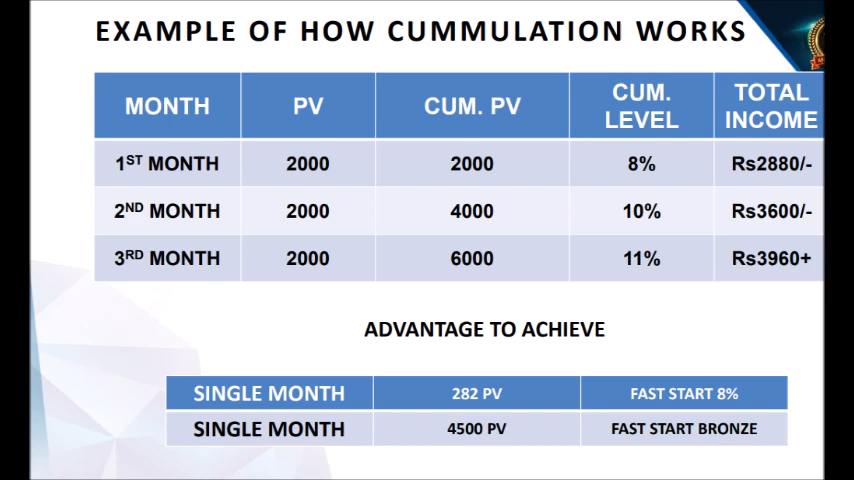 EXAMPLE OF HOW CUMMULATION WORKS
MONTH PV CUM. PV CUM. LEVEL TOTAL INCOME
1ST MONTH 2000 2000 8% Rs2880/-
2ND MONTH 2000 4000 10% Rs3600/-
3RD MONTH 2000 6000 11% Rs3960+
ADVANTAGE TO ACHIEVE
SINGLE MONTH 282 PV FAST START 8%
SINGLE MONTH 4500 PV FAST START BRONZE